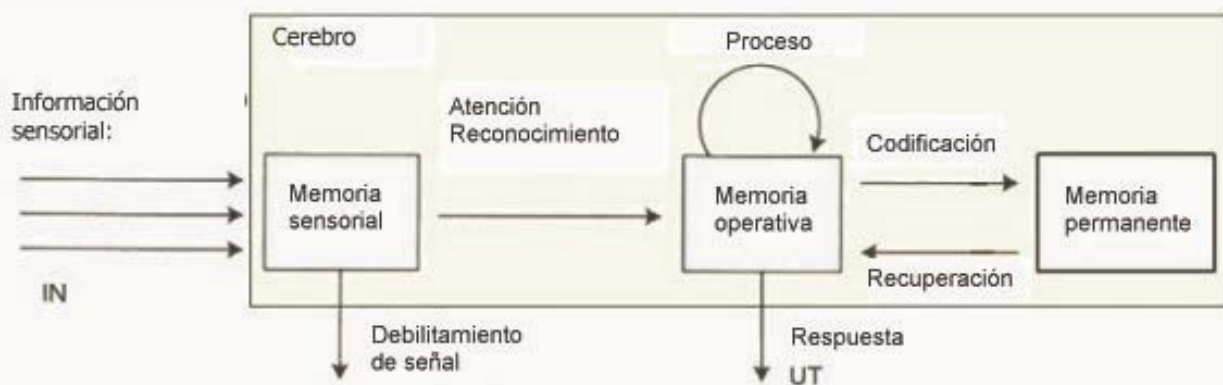 Cerebro
Proceso
Información
sensorial:
Atención
Reconocimiento
Codificación
Memoria
sensorial
Memoria
operativa
Memoria
permanente
Recuperación
IN
Debilitamiento
de señal
Respuesta
UT